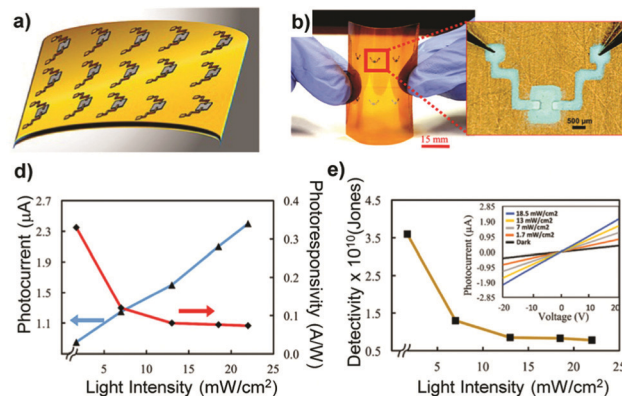 a)
b)
15 mm
500 μm
d)
Photocurrent (μA)
2.7
2.3
1.9
1.5
1.1
0.4
0.3
0.2
0.1
0.0
Photoresponsivity (A/W)
5
10
15
20
Light Intensity (mW/cm²)
e)
Detectivity x 10¹⁰(Jones)
4.5
3.5
2.5
1.5
0.5
5
10
15
20
Light Intensity (mW/cm²)
Photocurrent (μA)
2.85
1.90
0.95
0.00
-0.95
-1.90
-2.85
18.5 mW/cm2
13 mW/cm2
7 mW/cm2
1.7 mW/cm2
Dark
-20
-10
0
10
20
Voltage (V)